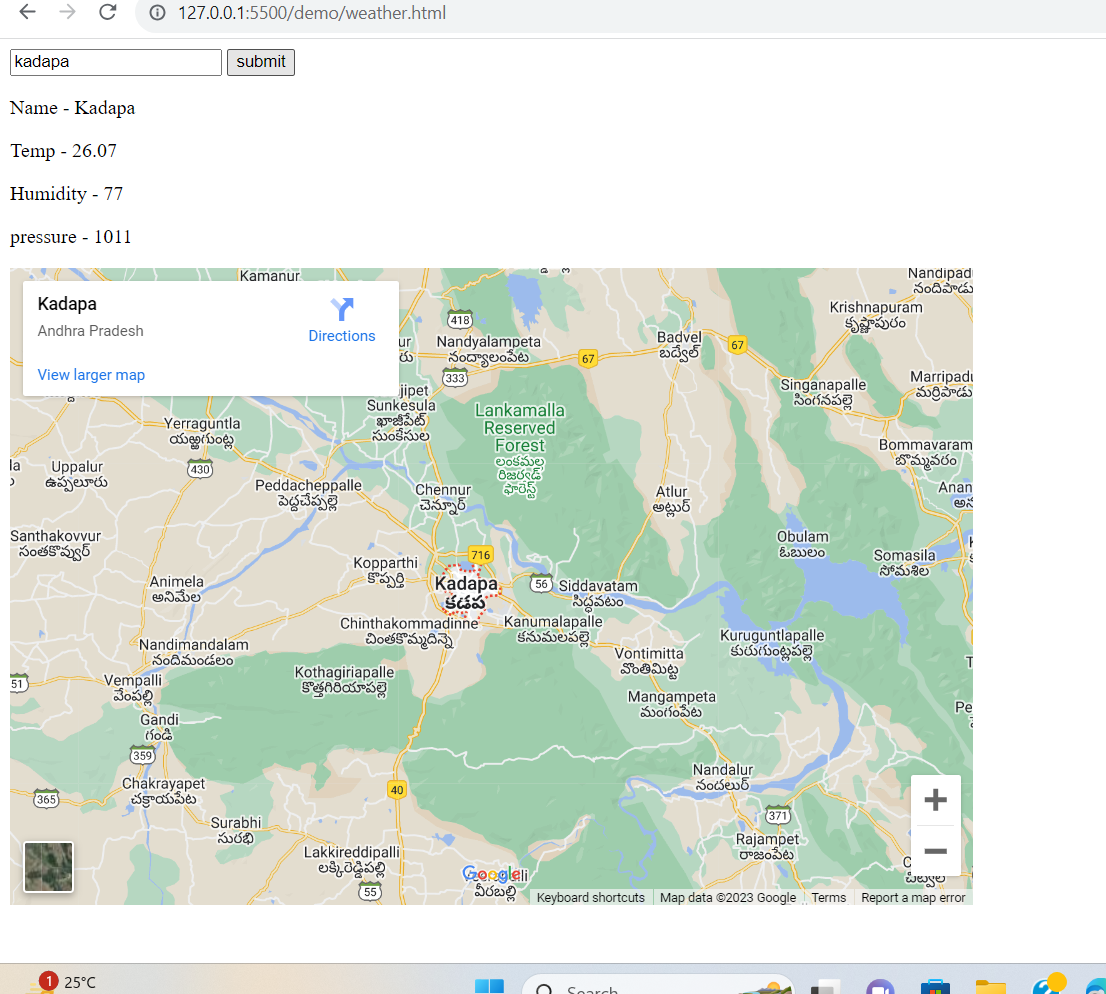 127.0.0.1:5500/demo/weather.html
kadapa submit
Name - Kadapa
Temp - 26.07
Humidity - 77
pressure - 1011
Kadapa
Andhra Pradesh
Directions
View larger map
Kamanur
418
Nandyalampeta
నంద్యాలంపేట
67
Badvel
బద్వేల్
67
Krishnapuram
కృష్ణాపురం
333
Singanapalle
సింగనపల్లె
Sunkesula
ఖాజీపేట్
సుంకేసుల
Lankamalla
Reserved
Forest
లంకమల్ల
రిజర్వడ్
ఫారెస్ట్
Yerraguntla
యఱ్ఱగుంట్ల
Bommavaram
బొమ్మవరం
Uppalur
ఉప్పలూరు
430
Peddacheppalle
పెద్దచేప్పల్లె
Chennur
చెన్నూర్
Atlur
అట్లుర్
Santhakovvur
సంతకొవ్వుర్
Obulam
ఓబులం
Somasila
సోమశిల
716
Kopparthi
కొప్పర్తి
Kadapa
కడప
56
Siddavatam
సిద్ధవటం
Animela
అనిమేల
Chinthakommadinne
చింతకొమ్మదిన్నె
Kanumalapalle
కనుమలపల్లె
Kuruguntlapalle
కురుగుంట్లపల్లె
Nandimandalam
నందిమండలం
Vontimitta
వొంతిమిట్ట
Kothagiriapalle
కొత్తగిరియాపల్లె
51
Vempalli
వేంపల్లి
Mangampeta
మంగంపేట
Gandi
గండి
359
Nandalur
నందలుర్
Chakrayapet
చక్రాయపేట
365
40
371
Surabhi
సురభి
Rajampet
రాజంపేట
Lakkireddipalli
లక్కిరెడ్డిపల్లి
55
Google
వీరబల్లి
Keyboard shortcuts Map data ©2023 Google Terms Report a map error
1 25°C
Search